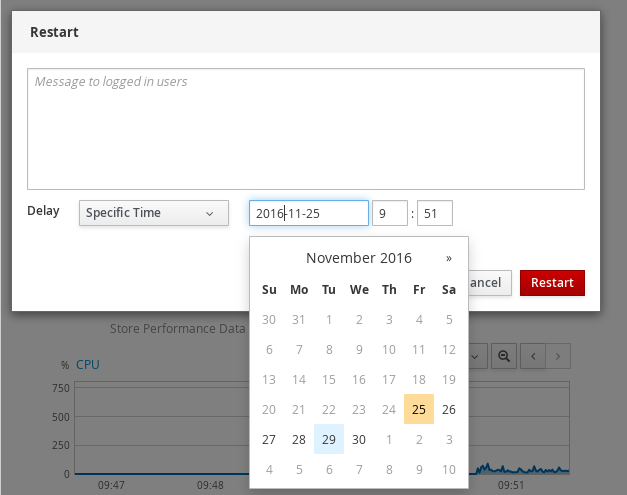 Restart
Message to logged in users
Delay Specific Time 2016-11-25 9 : 51
November 2016 »
Su Mo Tu We Th Fr Sa
30 31 1 2 3 4 5
6 7 8 9 10 11 12
13 14 15 16 17 18 19
20 21 22 23 24 25 26
27 28 29 30 1 2 3
4 5 6 7 8 9 10
ancel Restart
Store Performance Data
% CPU
750
500
250
0
09:47 09:48 09:51